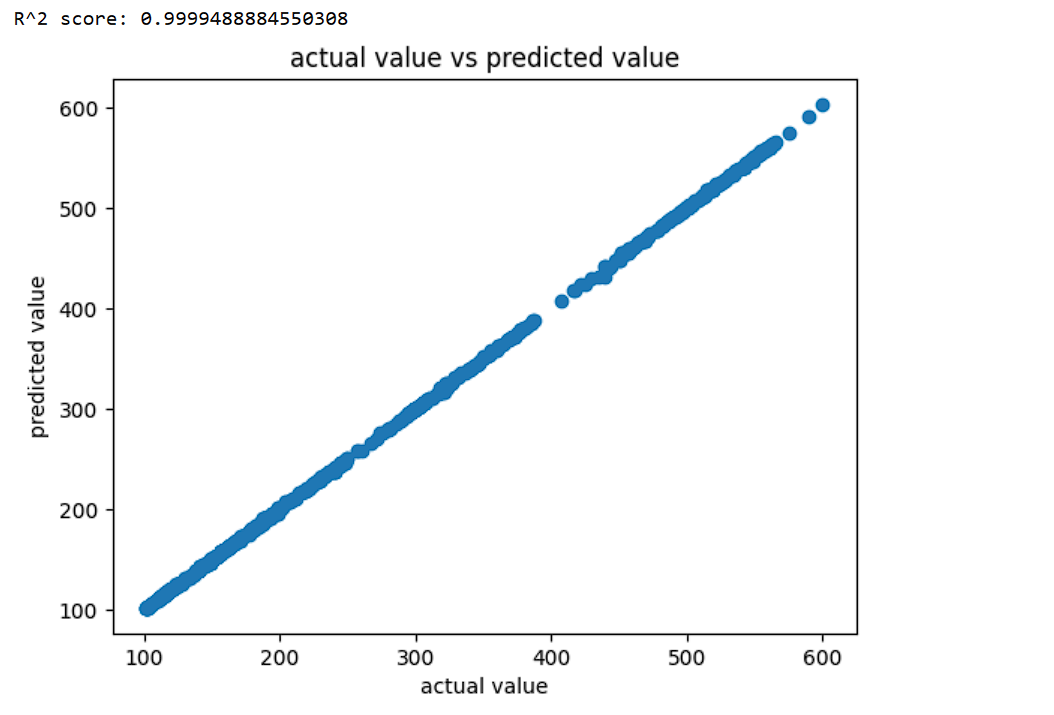 R^2 score: 0.9999488884550308
actual value vs predicted value
600
500
400
300
200
100
predicted value
100 200 300 400 500 600
actual value